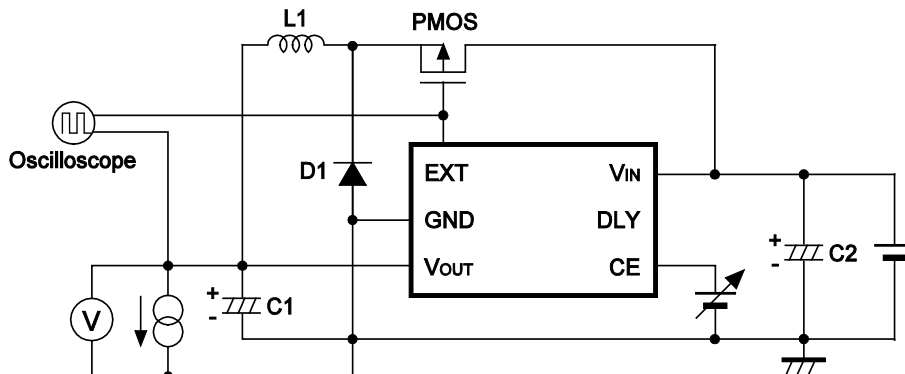 L1
PMOS
Oscilloscope
D1
EXT
VIN
GND
DLY
VOUT
CE
+
-
C2
+
-
C1
V